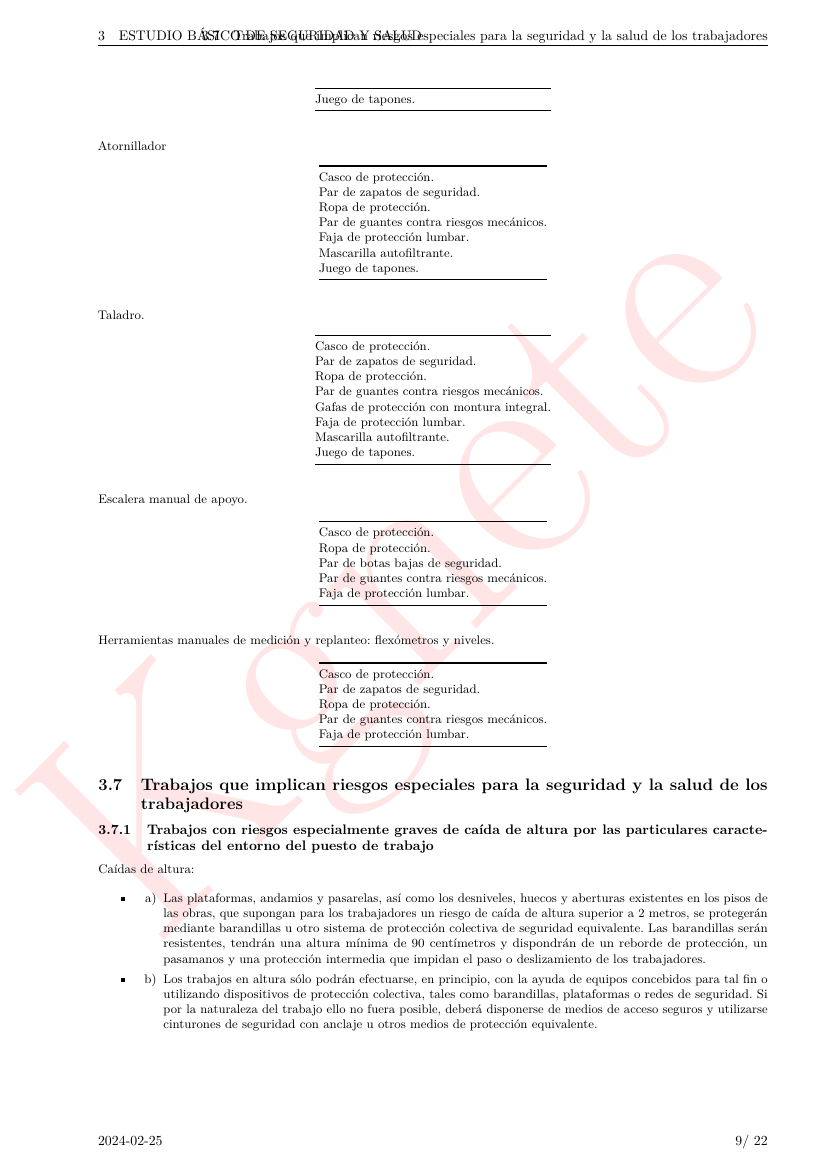 3 ESTUDIO BÁSICO DE SEGURIDAD Y SALUD
3.7 Trabajos que implican riesgos especiales para la seguridad y la salud de los trabajadores
Juego de tapones.
Atornillador
Casco de protección.
Par de zapatos de seguridad.
Ropa de protección.
Par de guantes contra riesgos mecánicos.
Faja de protección lumbar.
Mascarilla autofiltrante.
Juego de tapones.
Taladro.
Casco de protección.
Par de zapatos de seguridad.
Ropa de protección.
Par de guantes contra riesgos mecánicos.
Gafas de protección con montura integral.
Faja de protección lumbar.
Mascarilla autofiltrante.
Juego de tapones.
Escalera manual de apoyo.
Casco de protección.
Ropa de protección.
Par de botas bajas de seguridad.
Par de guantes contra riesgos mecánicos.
Faja de protección lumbar.
Herramientas manuales de medición y replanteo: flexómetros y niveles.
Casco de protección.
Par de zapatos de seguridad.
Ropa de protección.
Par de guantes contra riesgos mecánicos.
Faja de protección lumbar.
3.7 Trabajos que implican riesgos especiales para la seguridad y la salud de los
trabajadores
3.7.1 Trabajos con riesgos especialmente graves de caída de altura por las particulares caracte-
rísticas del entorno del puesto de trabajo
Caídas de altura:
▪ a) Las plataformas, andamios y pasarelas, así como los desniveles, huecos y aberturas existentes en los pisos de
las obras, que supongan para los trabajadores un riesgo de caída de altura superior a 2 metros, se protegerán
mediante barandillas u otro sistema de protección colectiva de seguridad equivalente. Las barandillas serán
resistentes, tendrán una altura mínima de 90 centímetros y dispondrán de un reborde de protección, un
pasamanos y una protección intermedia que impidan el paso o deslizamiento de los trabajadores.
▪ b) Los trabajos en altura sólo podrán efectuarse, en principio, con la ayuda de equipos concebidos para tal fin o
utilizando dispositivos de protección colectiva, tales como barandillas, plataformas o redes de seguridad. Si
por la naturaleza del trabajo ello no fuera posible, deberá disponerse de medios de acceso seguros y utilizarse
cinturones de seguridad con anclaje u otros medios de protección equivalente.
Kgnete
2024-02-25
9/ 22